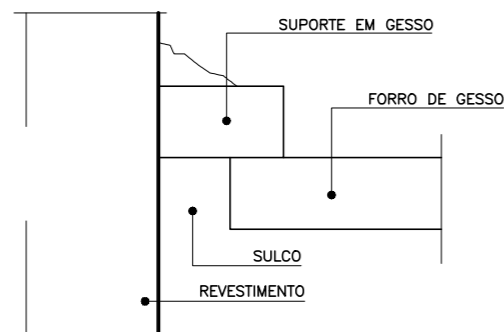 SUPORTE EM GESSO
FORRO DE GESSO
SULCO
REVESTIMENTO